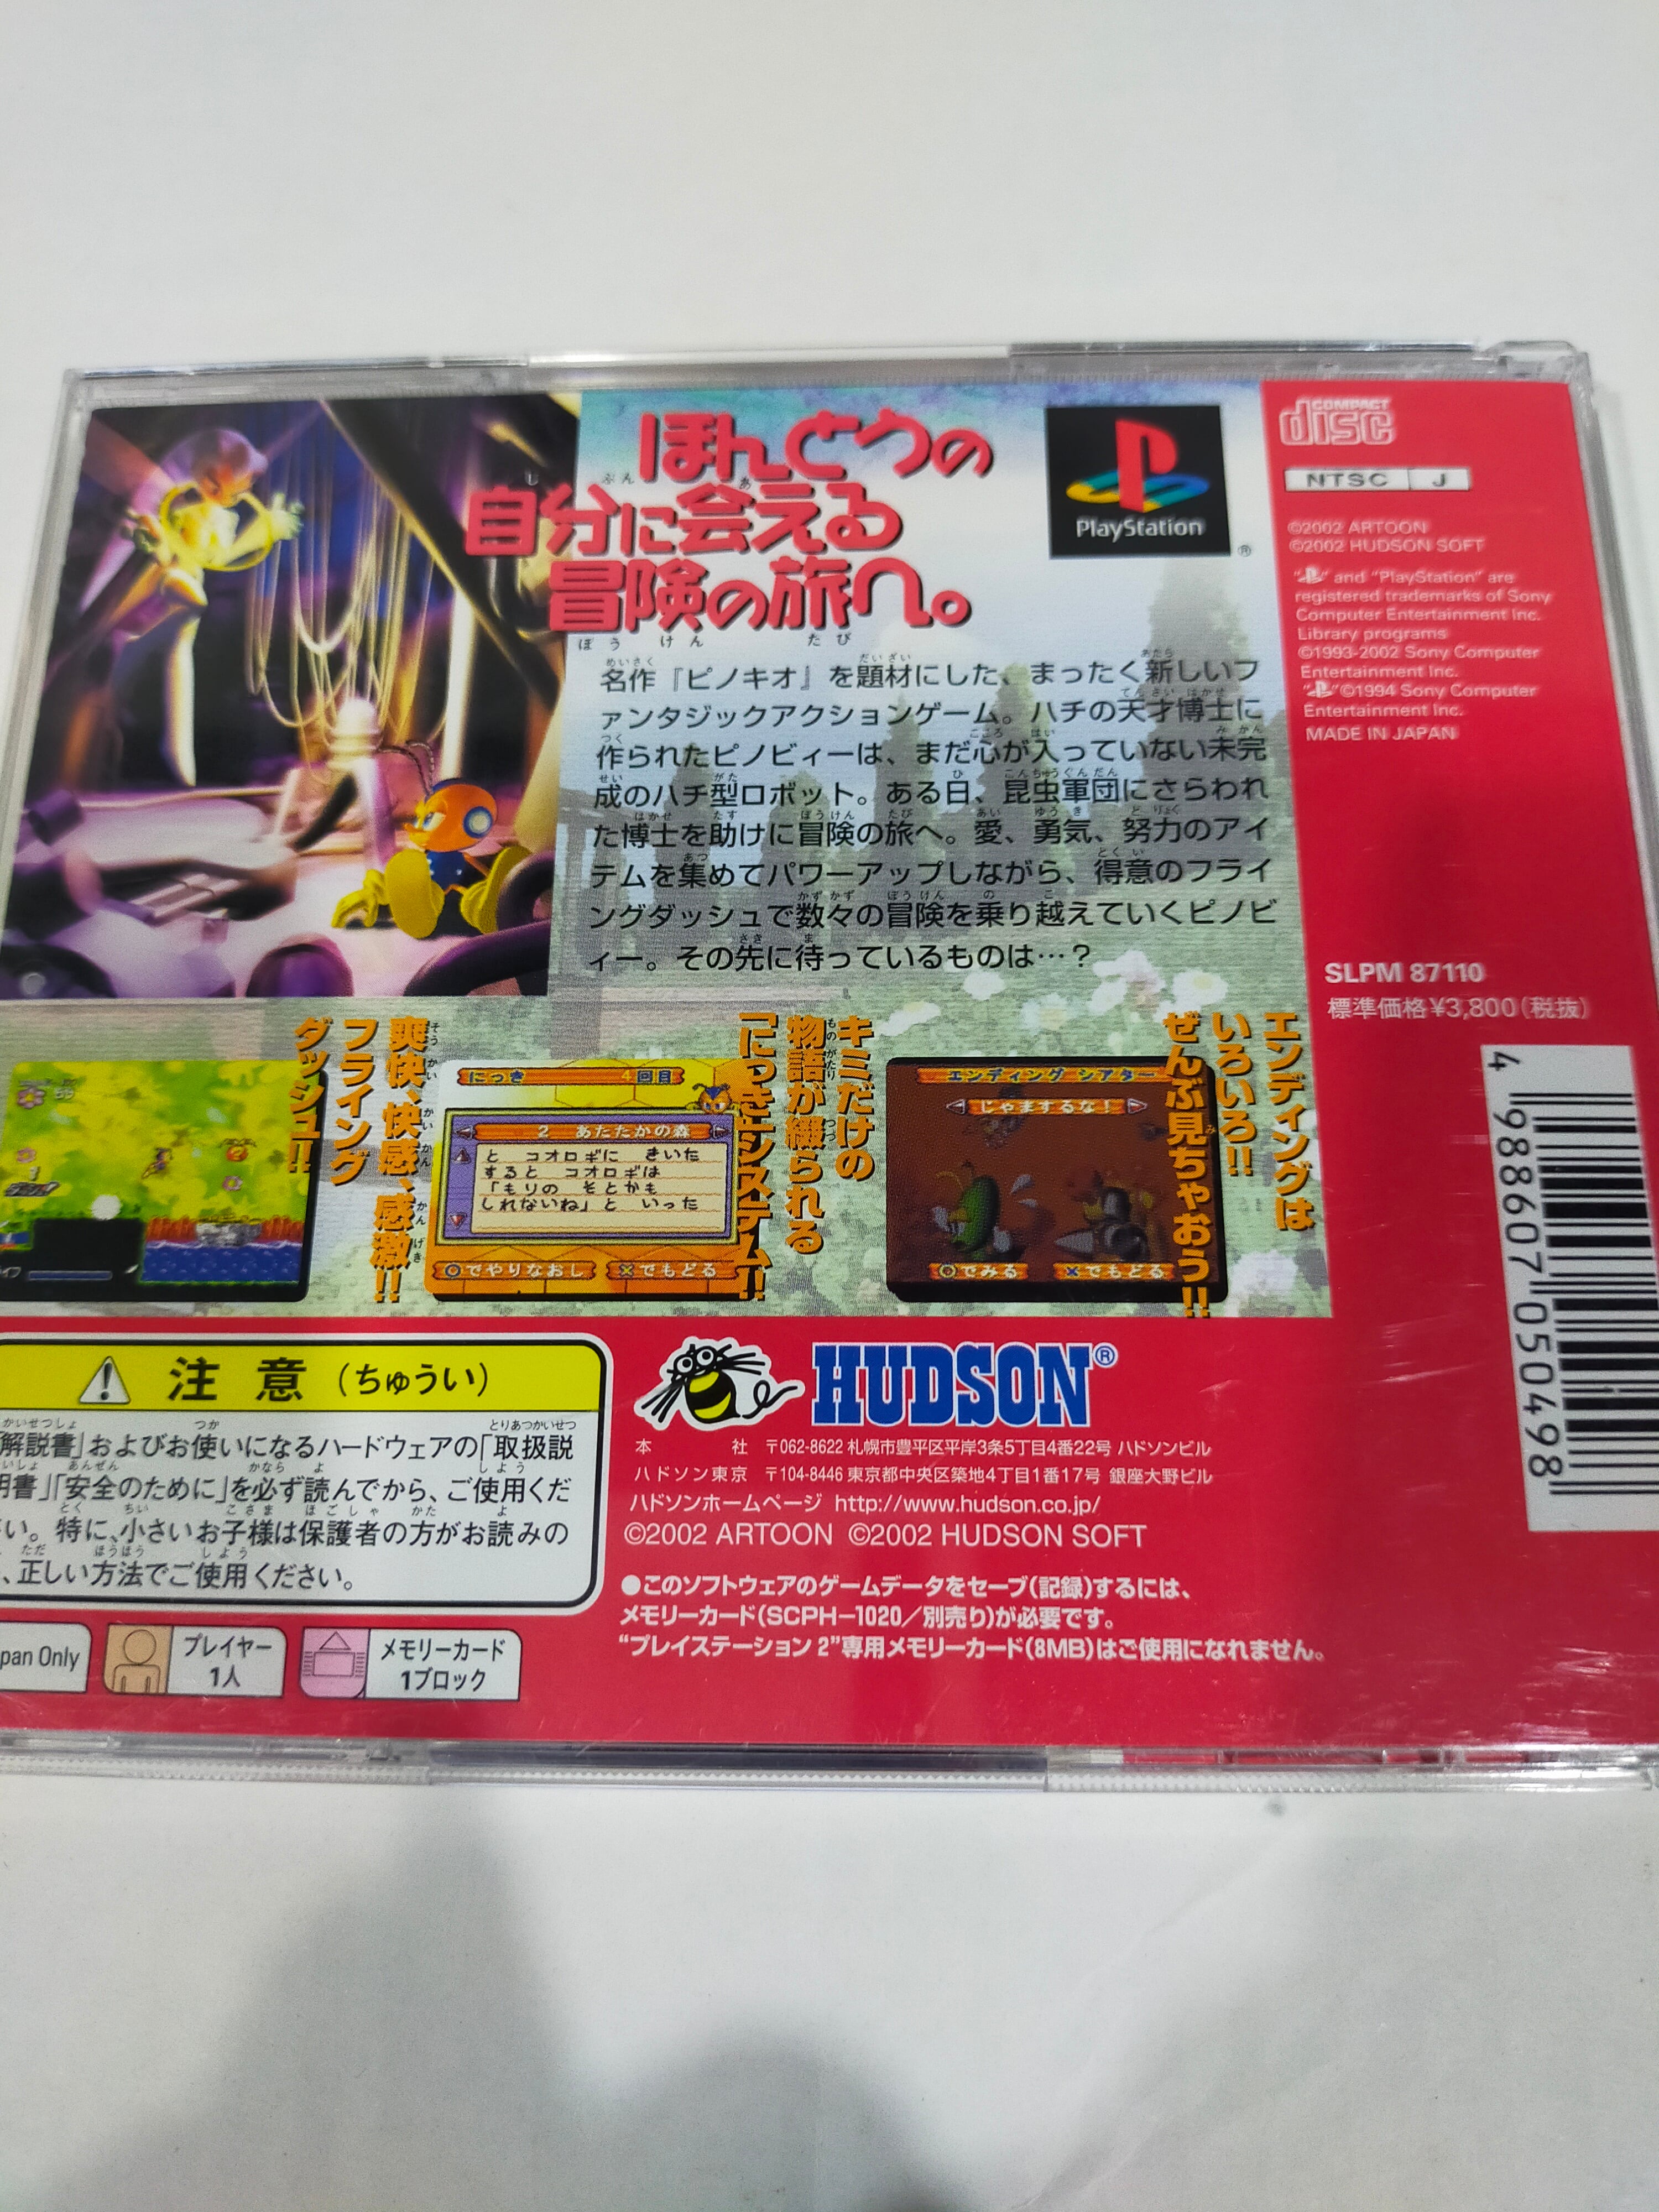 ほんとうの
自分に会える
冒険の旅へ。
PlayStation
®
名作『ピノキオ』を題材にした、まったく新しいフ
ァンタジックアクションゲーム。ハチの天才博士に
作られたピノビィーは、まだ心が入っていない未完
成のハチ型ロボット。ある日、昆虫軍団にさらわれ
た博士を助けに冒険の旅へ。愛、勇気、努力のアイ
テムを集めてパワーアップしながら、得意のフライ
ングダッシュで数々の冒険を乗り越えていくピノビ
ィー。その先に待っているものは…?
COMPACT
disc
NTSC J
©2002 ARTOON
©2002 HUDSON SOFT
" " and "PlayStation" are
registered trademarks of Sony
Computer Entertainment Inc.
Library programs
©1993-2002 Sony Computer
Entertainment Inc.
" "©1994 Sony Computer
Entertainment Inc.
MADE IN JAPAN
SLPM 87110
標準価格¥3,800(税抜)
4 988607 050498
爽快、快感、感激!!
フライング
ダッシュ!!
にっき 4回目
2 あたたかの森
と コオロギに きいた
すると コオロギは
「もりの そとかも
しれないね」と いった
○でやりなおし ×でもどる
キミだけの
物語が綴られる
「にっき」システム!!
エンディング シアター
じゃまするな!
○でみる ×でもどる
エンディングは
いろいろ!!
ぜんぶ見ちゃおう!!
注意(ちゅうい)
「解説書」およびお使いになるハードウェアの「取扱説
明書」「安全のために」を必ず読んでから、ご使用くだ
い。特に、小さいお子様は保護者の方がお読みの
、正しい方法でご使用ください。
pan Only
プレイヤー
1人
メモリーカード
1ブロック
HUDSON®
本社 〒062-8622 札幌市豊平区平岸3条5丁目4番22号 ハドソンビル
ハドソン東京 〒104-8446 東京都中央区築地4丁目1番17号 銀座大野ビル
ハドソンホームページ http://www.hudson.co.jp/
©2002 ARTOON ©2002 HUDSON SOFT
●このソフトウェアのゲームデータをセーブ(記録)するには、
メモリーカード(SCPH-1020/別売り)が必要です。
"プレイステーション 2"専用メモリーカード(8MB)はご使用になれません。